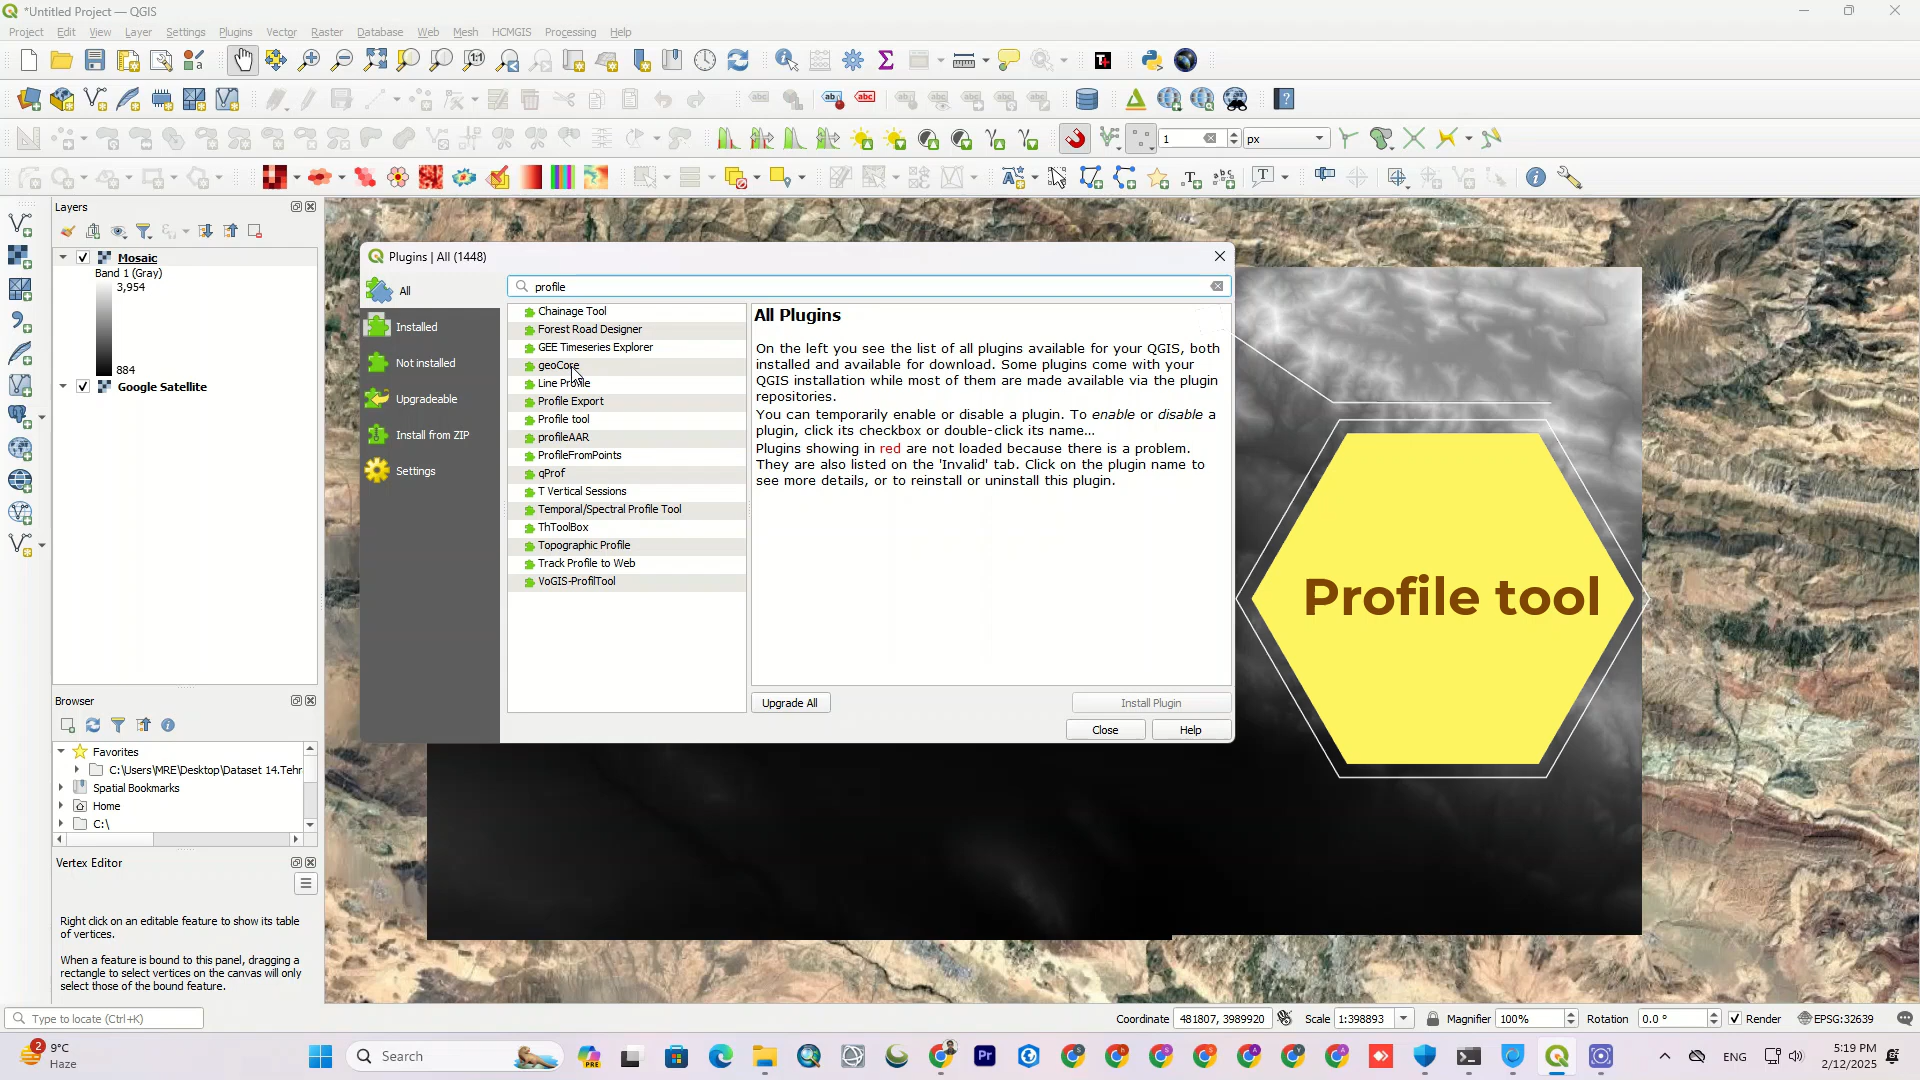 *Untitled Project — QGIS
Project Edit View Layer Settings Plugins Vector Raster Database Web Mesh HCMGIS Processing Help
1 px
Layers
Mosaic
Band 1 (Gray)
3,954
884
Google Satellite
Plugins | All (1448)
All
Installed
Not installed
Upgradeable
Install from ZIP
Settings
profile
Chainage Tool
Forest Road Designer
GEE Timeseries Explorer
geoCore
Line Profile
Profile Export
Profile tool
profileAAR
ProfileFromPoints
qProf
T Vertical Sessions
Temporal/Spectral Profile Tool
ThToolBox
Topographic Profile
Track Profile to Web
VoGIS-ProfilTool
All Plugins
On the left you see the list of all plugins available for your QGIS, both
installed and available for download. Some plugins come with your
QGIS installation while most of them are made available via the plugin
repositories.
You can temporarily enable or disable a plugin. To enable or disable a
plugin, click its checkbox or double-click its name...
Plugins showing in red are not loaded because there is a problem.
They are also listed on the 'Invalid' tab. Click on the plugin name to
see more details, or to reinstall or uninstall this plugin.
Upgrade All
Install Plugin
Close
Help
Profile tool
Browser
Favorites
C:\Users\MRE\Desktop\Dataset 14.Tehr
Spatial Bookmarks
Home
C:\
Vertex Editor
Right click on an editable feature to show its table
of vertices.
When a feature is bound to this panel, dragging a
rectangle to select vertices on the canvas will only
select those of the bound feature.
Type to locate (Ctrl+K)
Coordinate 481807, 3989920 Scale 1:398893 Magnifier 100% Rotation 0.0 ° Render EPSG:32639
2
9°C
Haze
Search
PRE
Pr
ENG
5:19 PM
2/12/2025